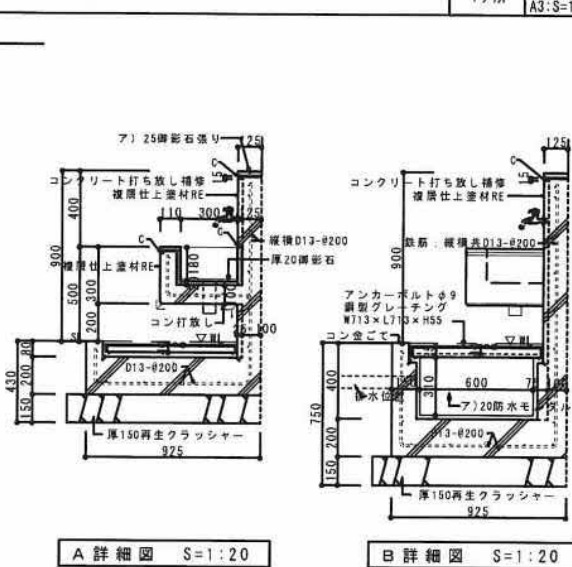 A3:S=1
ア) 25御影石張り
125
C
15
コンクリート打ち放し補修
複層仕上塗材RE
400
110
300
125
900
C
縦横D13-@200
複層仕上塗材RE
180
厚20御影石
500
300
200
100
コン打放し
100
▽WL
80
430
200
150
D13-@200
厚150再生クラッシャー
925
A 詳細図 S=1:20
125
C
15
コンクリート打ち放し補修
複層仕上塗材RE
鉄筋：縦横共D13-@200
900
アンカーボルトφ9
鋼製グレーチング
W713×L713×H55
コン金ごて
▽WL
750
400
310
600
ア)20防水モルタル
200
D13-@200
150
厚150再生クラッシャー
925
B 詳細図 S=1:20